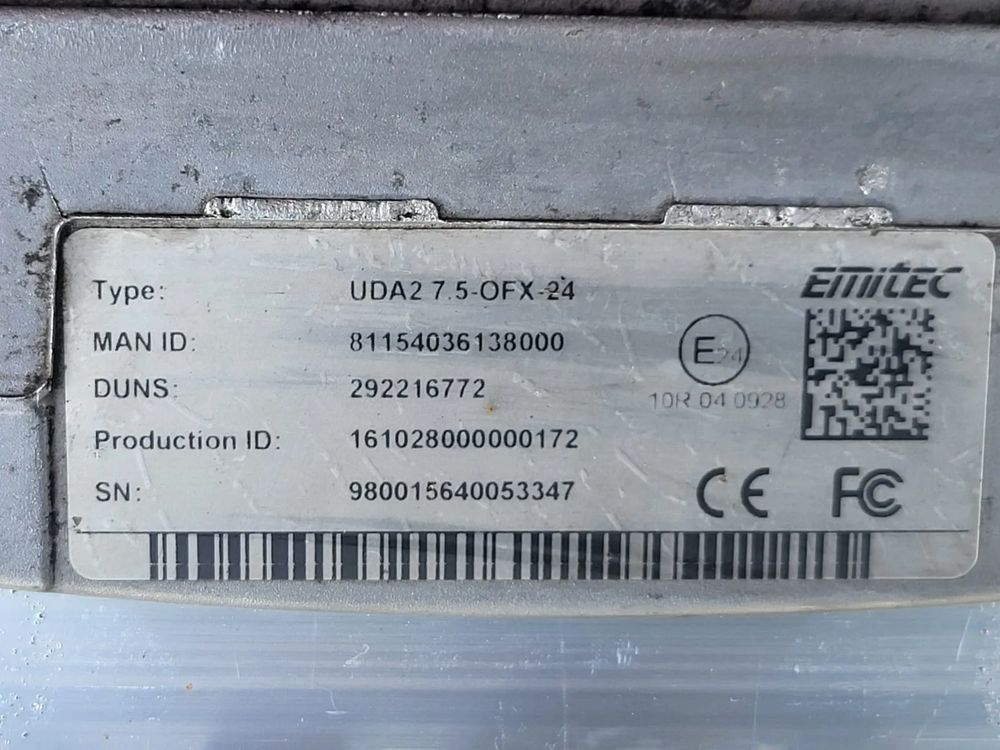 EMITEC
Type: UDA2 7.5-OFX-24
MAN ID: 81154036138000
DUNS: 292216772
Production ID: 161028000000172
SN: 980015640053347
E24
10R 04 0928
CE FC